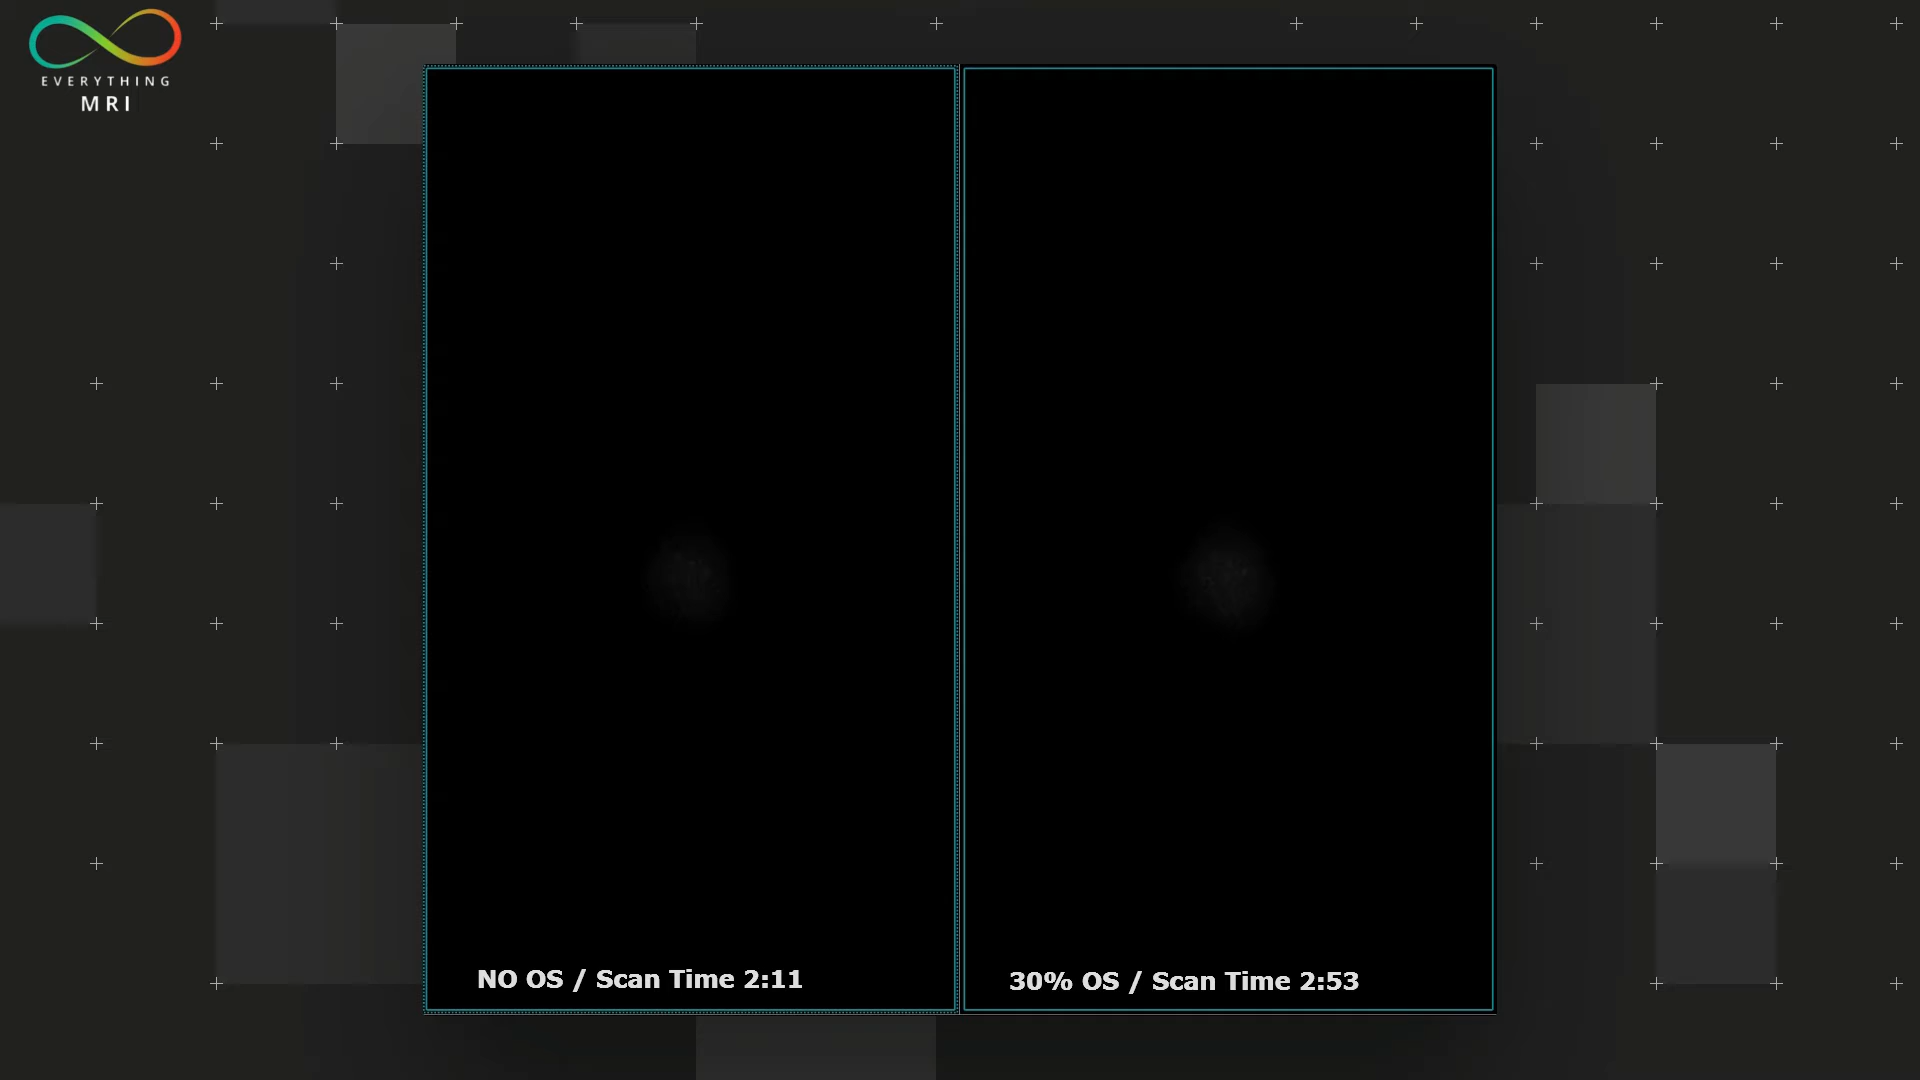 EVERYTHING
MRI
NO OS / Scan Time 2:11
30% OS / Scan Time 2:53